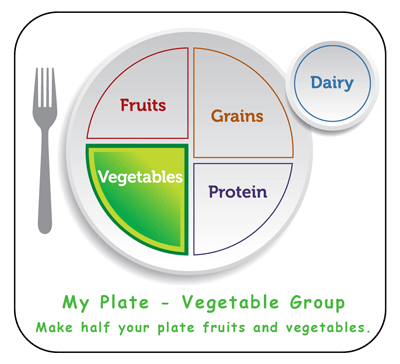 Fruits
Grains
Dairy
Vegetables
Protein
My Plate - Vegetable Group
Make half your plate fruits and vegetables.